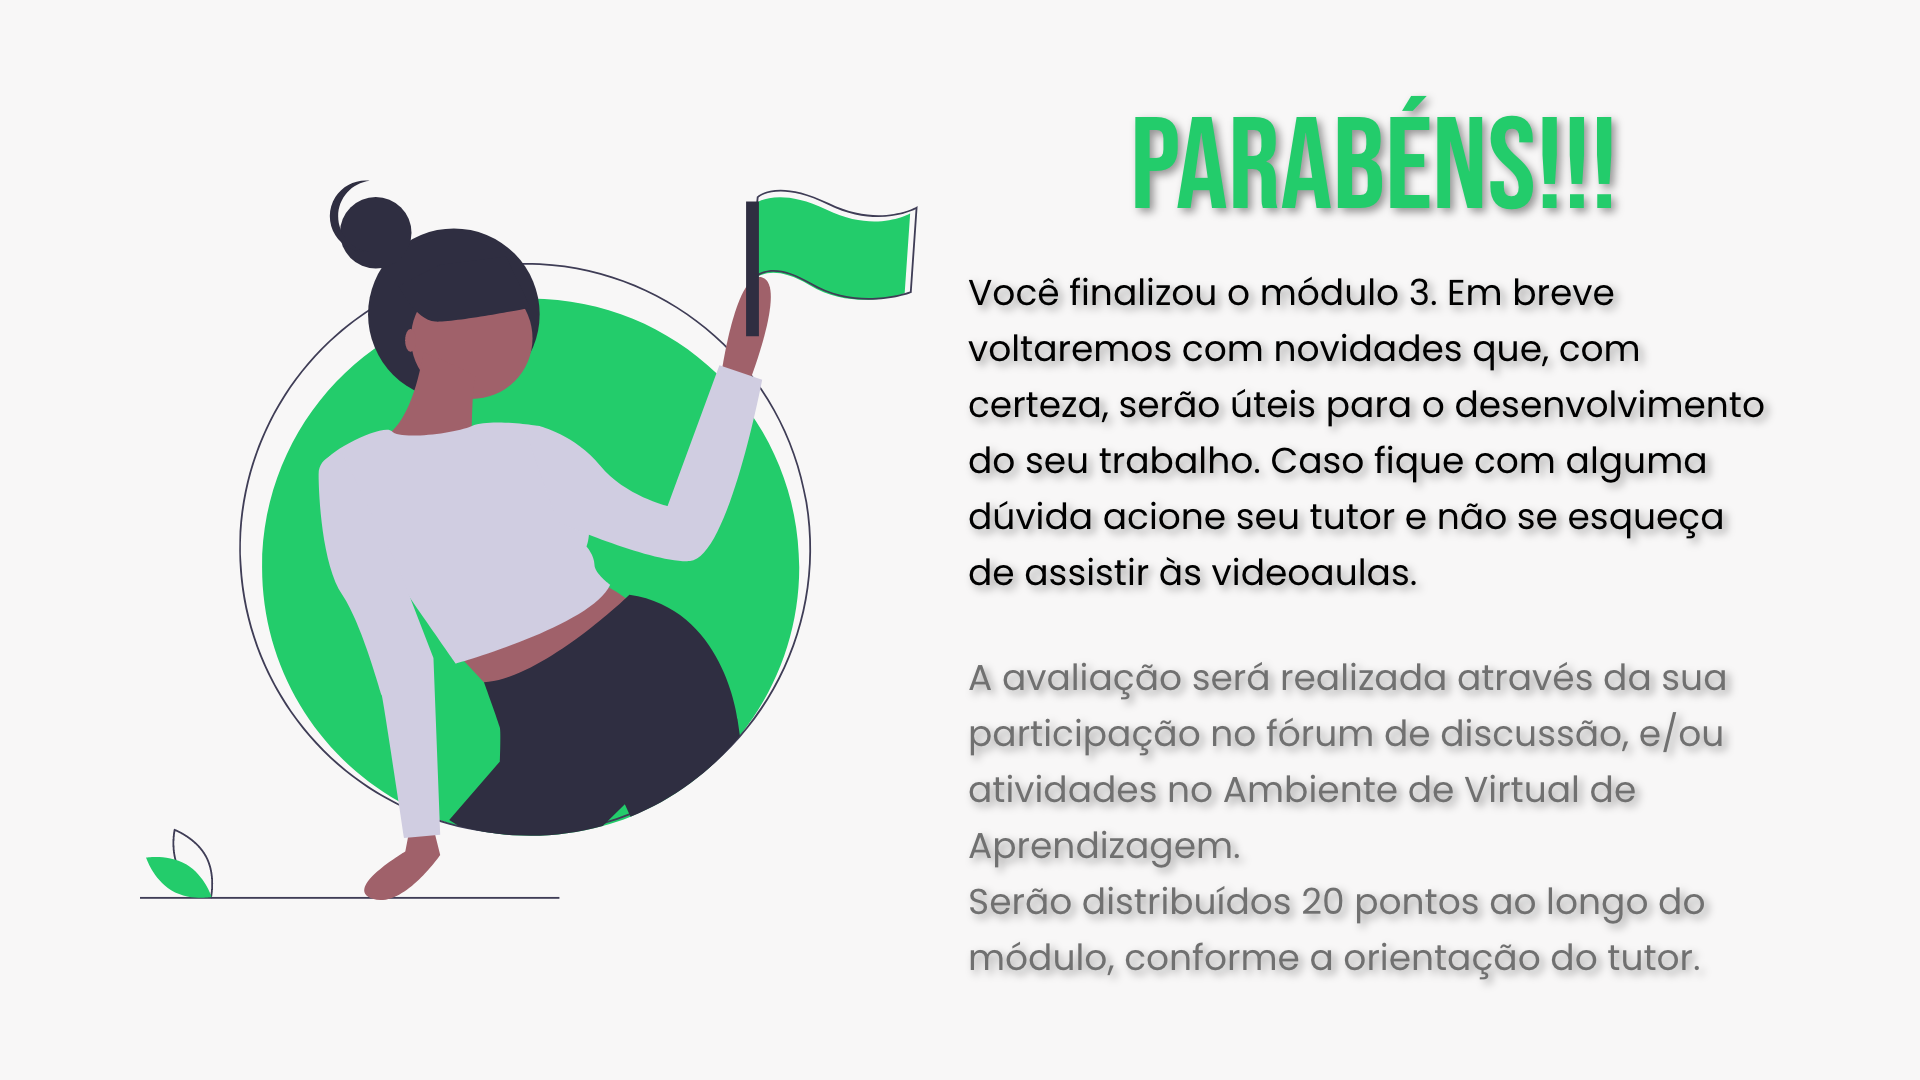 PARABÉNS!!!
Você finalizou o módulo 3. Em breve
voltaremos com novidades que, com
certeza, serão úteis para o desenvolvimento
do seu trabalho. Caso fique com alguma
dúvida acione seu tutor e não se esqueça
de assistir às videoaulas.
A avaliação será realizada através da sua
participação no fórum de discussão, e/ou
atividades no Ambiente de Virtual de
Aprendizagem.
Serão distribuídos 20 pontos ao longo do
módulo, conforme a orientação do tutor.